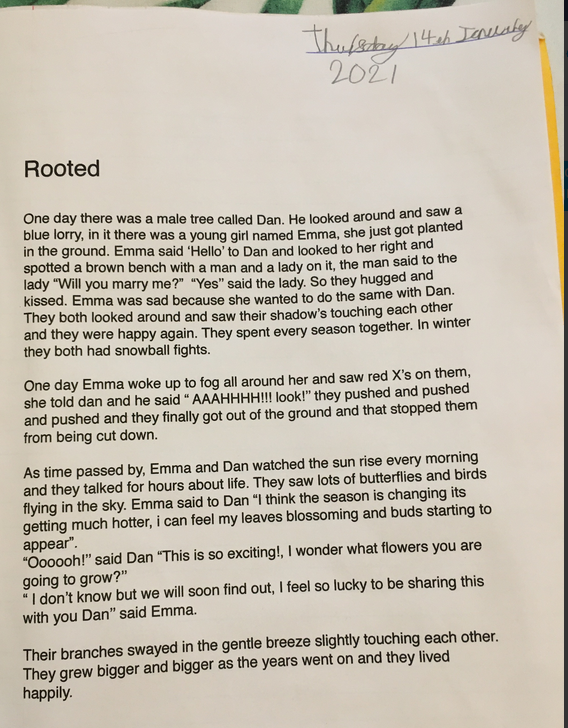 Thursday 14th January
2021
Rooted
One day there was a male tree called Dan. He looked around and saw a
blue lorry, in it there was a young girl named Emma, she just got planted
in the ground. Emma said ‘Hello’ to Dan and looked to her right and
spotted a brown bench with a man and a lady on it, the man said to the
lady “Will you marry me?”  “Yes” said the lady. So they hugged and
kissed. Emma was sad because she wanted to do the same with Dan.
They both looked around and saw their shadow’s touching each other
and they were happy again. They spent every season together. In winter
they both had snowball fights.
One day Emma woke up to fog all around her and saw red X’s on them,
she told dan and he said “ AAAHHHH!!! look!” they pushed and pushed
and pushed and they finally got out of the ground and that stopped them
from being cut down.
As time passed by, Emma and Dan watched the sun rise every morning
and they talked for hours about life. They saw lots of butterflies and birds
flying in the sky. Emma said to Dan “I think the season is changing its
getting much hotter, i can feel my leaves blossoming and buds starting to
appear”.
“Oooooh!” said Dan “This is so exciting!, I wonder what flowers you are
going to grow?”
“ I don’t know but we will soon find out, I feel so lucky to be sharing this
with you Dan” said Emma.
Their branches swayed in the gentle breeze slightly touching each other.
They grew bigger and bigger as the years went on and they lived
happily.